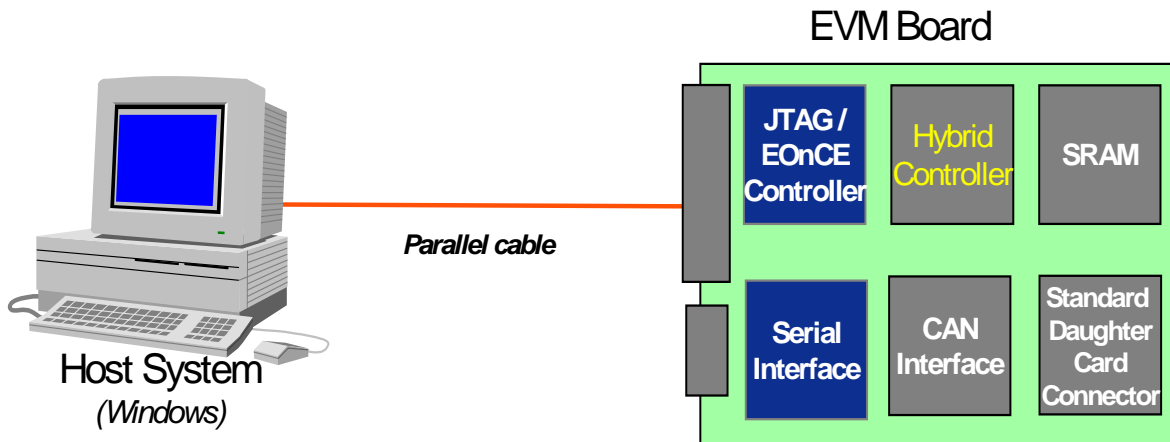 EVM Board
JTAG /
EOnCE
Controller
Hybrid
Controller
SRAM
Parallel cable
Serial
Interface
CAN
Interface
Standard
Daughter
Card
Connector
Host System
(Windows)